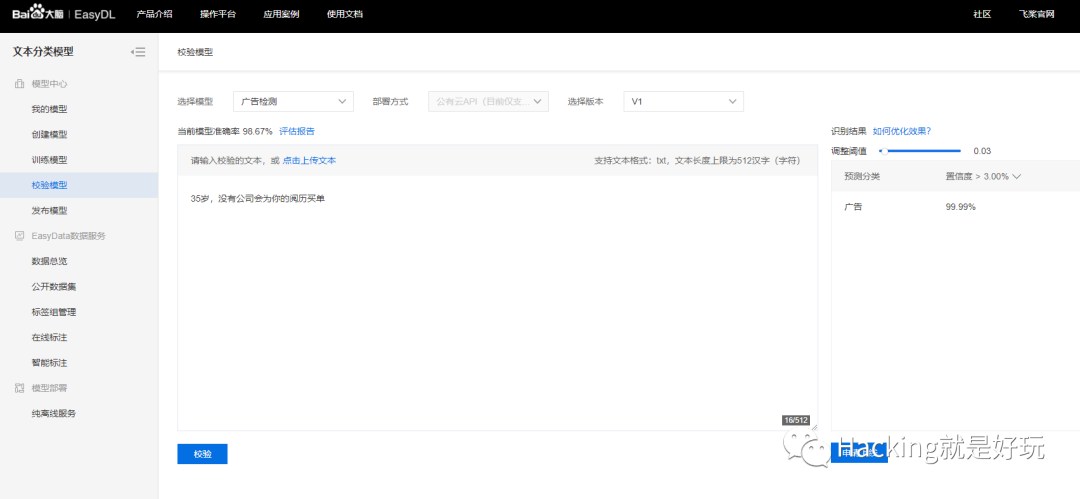 Bai大脑 | EasyDL 产品介绍 操作平台 应用案例 使用文档 社区 飞桨官网
文本分类模型
模型中心
我的模型
创建模型
训练模型
校验模型
发布模型
EasyData数据服务
数据总览
公开数据集
标签组管理
在线标注
智能标注
模型部署
纯离线服务
校验模型
选择模型 广告检测 部署方式 公有云API（目前仅支... 选择版本 V1
当前模型准确率 98.67% 评估报告
请输入校验的文本，或 点击上传文本 支持文本格式：txt，文本长度上限为512汉字（字符）
35岁，没有公司会为你的阅历买单
16/512
校验
识别结果 如何优化效果?
调整阈值 0.03
预测分类 置信度 > 3.00%
广告 99.99%
Hacking就是好玩